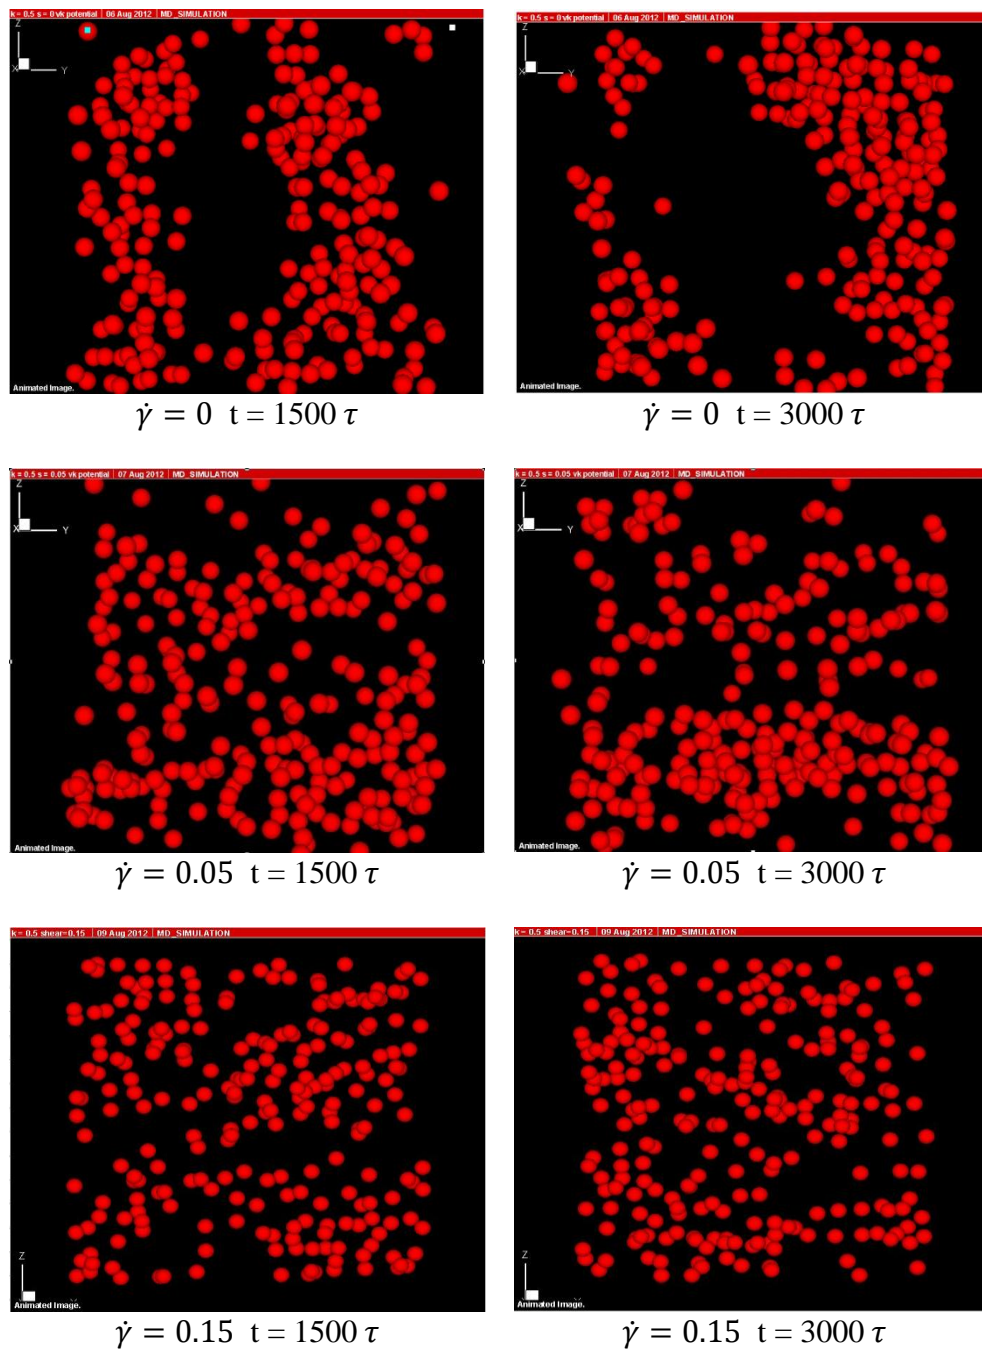 k = 0.5 s = 0 vk potential | 06 Aug 2012 | MD_SIMULATION
Z
X Y
Animated Image.
k = 0.5 s = 0 vk potential | 06 Aug 2012 | MD_SIMULATION
Z
X Y
Animated Image.
γ̇ = 0 t = 1500 τ
γ̇ = 0 t = 3000 τ
k = 0.5 s = 0.05 vk potential | 07 Aug 2012 | MD_SIMULATION
Z
X Y
Animated Image.
k = 0.5 s = 0.05 vk potential | 07 Aug 2012 | MD_SIMULATION
Z
X Y
Animated Image.
γ̇ = 0.05 t = 1500 τ
γ̇ = 0.05 t = 3000 τ
k = 0.5 shear=0.15 | 09 Aug 2012 | MD_SIMULATION
Z
Animated Image.
k = 0.5 shear=0.15 | 09 Aug 2012 | MD_SIMULATION
Z
Animated Image.
γ̇ = 0.15 t = 1500 τ
γ̇ = 0.15 t = 3000 τ